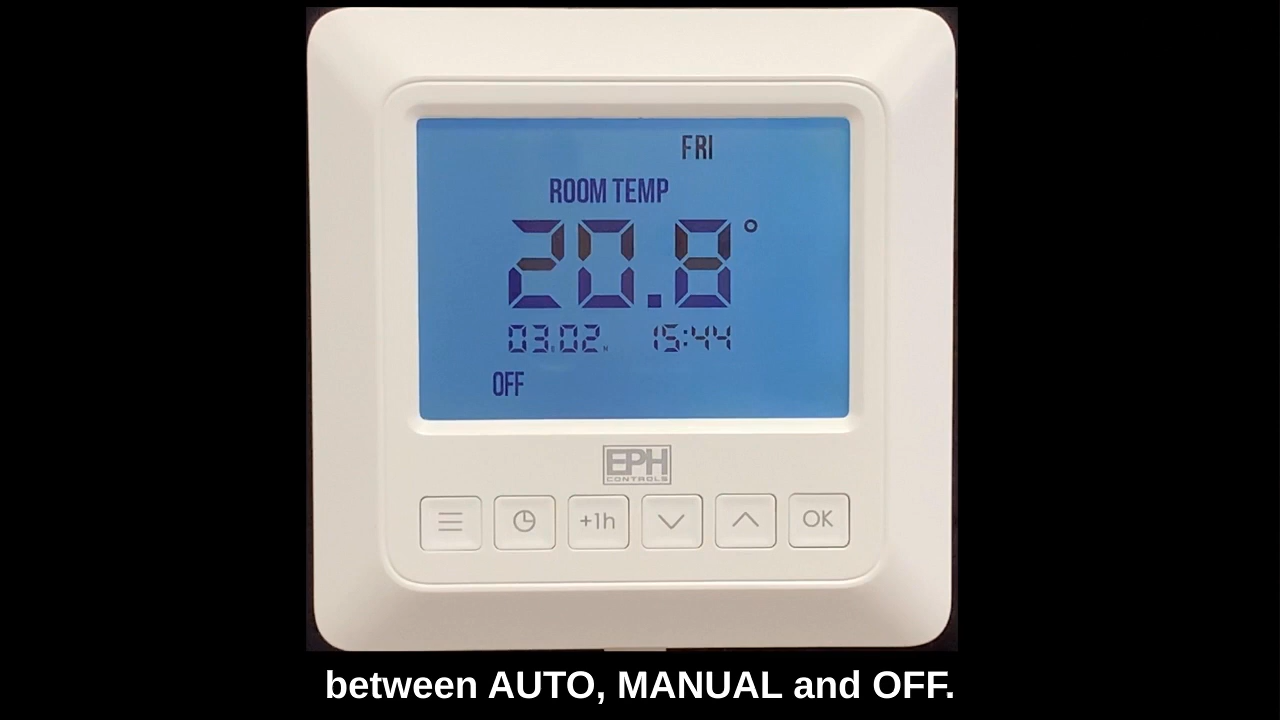 FRI
ROOM TEMP
20.8°
03.02 15:44
OFF
EPH
CONTROLS
+1h
OK
between AUTO, MANUAL and OFF.